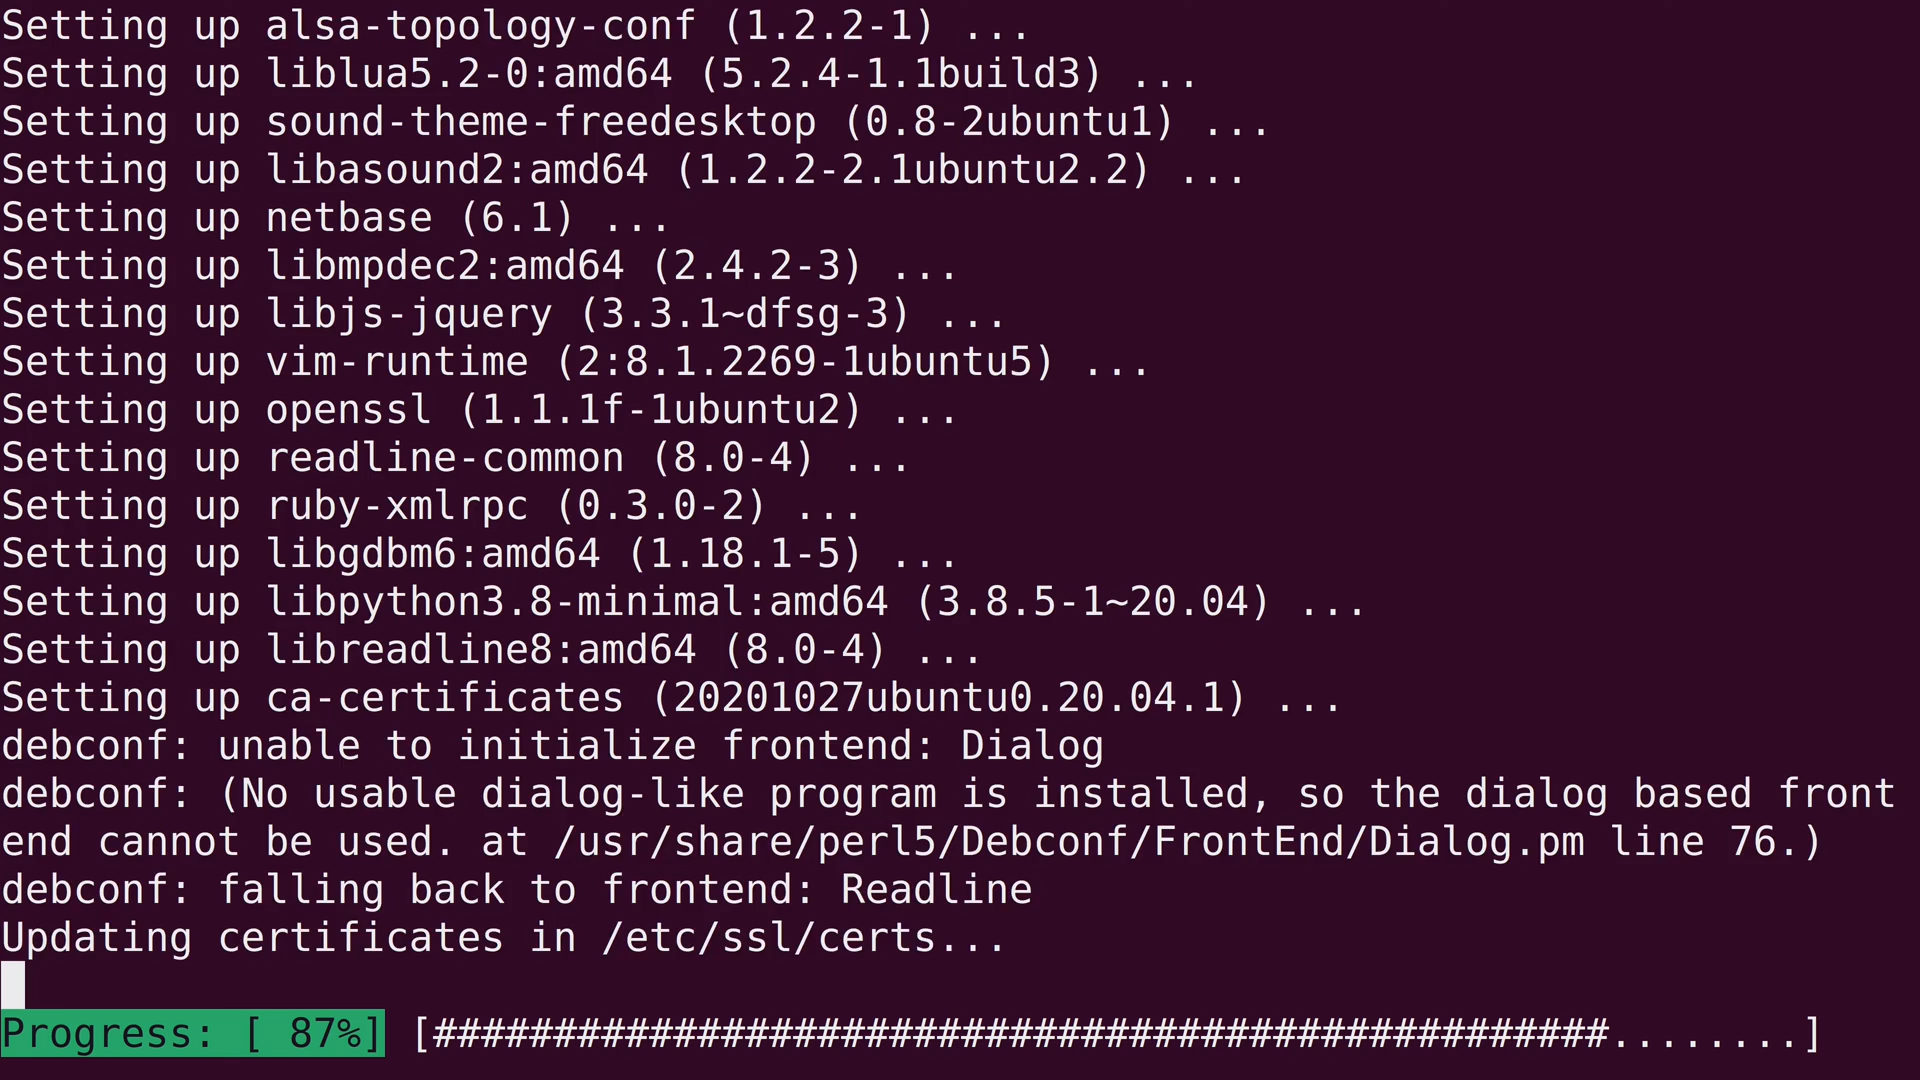 Setting up alsa-topology-conf (1.2.2-1) ...
Setting up liblua5.2-0:amd64 (5.2.4-1.1build3) ...
Setting up sound-theme-freedesktop (0.8-2ubuntu1) ...
Setting up libasound2:amd64 (1.2.2-2.1ubuntu2.2) ...
Setting up netbase (6.1) ...
Setting up libmpdec2:amd64 (2.4.2-3) ...
Setting up libjs-jquery (3.3.1~dfsg-3) ...
Setting up vim-runtime (2:8.1.2269-1ubuntu5) ...
Setting up openssl (1.1.1f-1ubuntu2) ...
Setting up readline-common (8.0-4) ...
Setting up ruby-xmlrpc (0.3.0-2) ...
Setting up libgdbm6:amd64 (1.18.1-5) ...
Setting up libpython3.8-minimal:amd64 (3.8.5-1~20.04) ...
Setting up libreadline8:amd64 (8.0-4) ...
Setting up ca-certificates (20201027ubuntu0.20.04.1) ...
debconf: unable to initialize frontend: Dialog
debconf: (No usable dialog-like program is installed, so the dialog based front
end cannot be used. at /usr/share/perl5/Debconf/FrontEnd/Dialog.pm line 76.)
debconf: falling back to frontend: Readline
Updating certificates in /etc/ssl/certs...
Progress: [ 87%] [#################################################........]